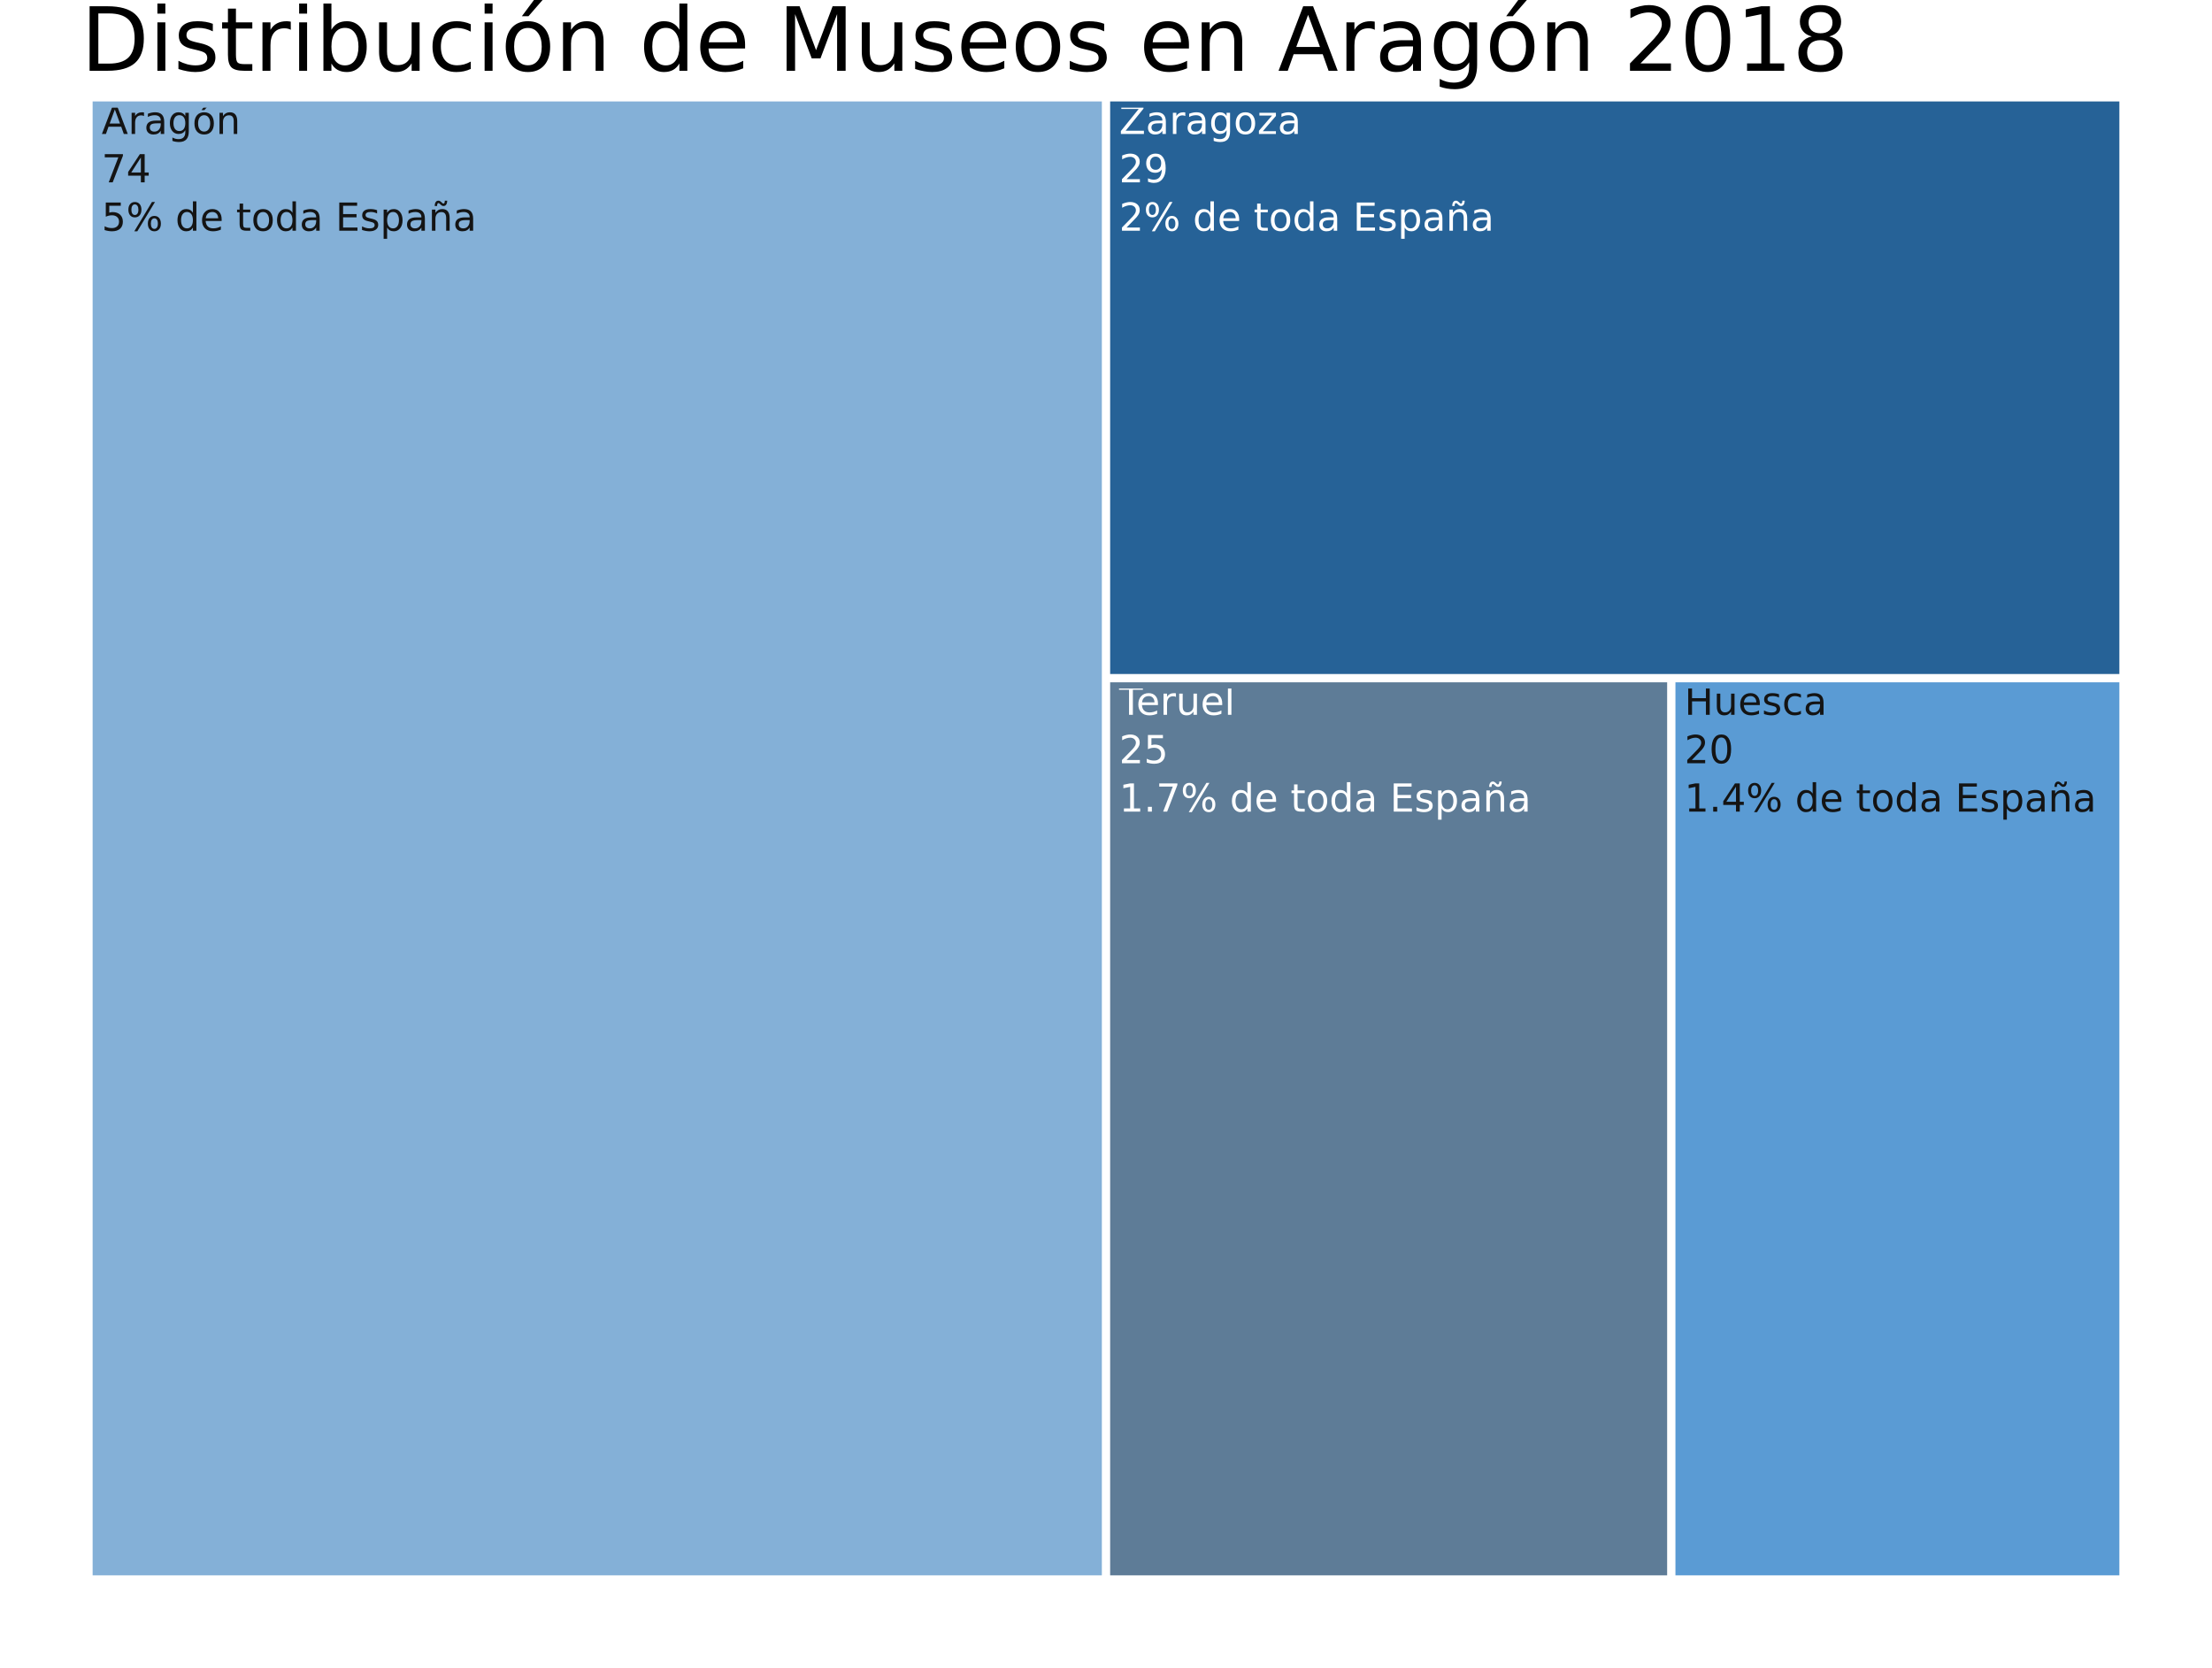 Distribución de Museos en Aragón 2018
Aragón
74
5% de toda España
Zaragoza
29
2% de toda España
Teruel
25
1.7% de toda España
Huesca
20
1.4% de toda España